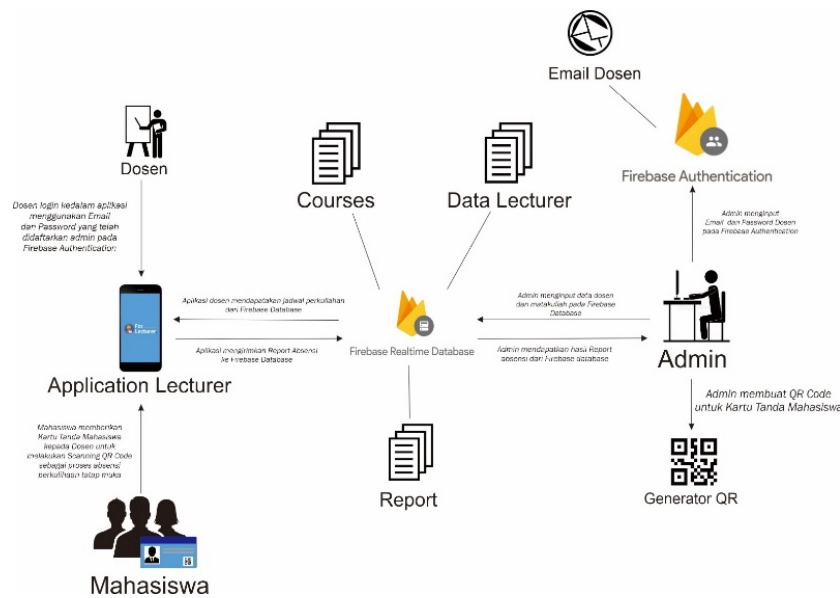 Email Dosen
Firebase Authentication
Dosen
Courses
Data Lecturer
Dosen login kedalam aplikasi
menggunakan Email
dan Password yang telah
didaftarkan admin pada
Firebase Authentication
Admin menginput
Email dan Password Dosen
pada Firebase Authentication
Fox
Lecturer
Aplikasi dosen mendapatakan jadwal perkuliahan
dari Firebase Database
Admin menginput data dosen
dan matakuliah pada Firebase
Database
Firebase Realtime Database
Aplikasi mengirimkan Report Absensi
ke Firebase Database
Admin mendapatkan hasil Report
absensi dari Firebase database
Application Lecturer
Admin
Admin membuat QR Code
untuk Kartu Tanda Mahasiswa
Mahasiswa memberikan
Kartu Tanda Mahasiswa
kepada Dosen untuk
melakukan Scanning QR Code
sebagai proses absensi
perkuliahan tatap muka
Report
Generator QR
Mahasiswa